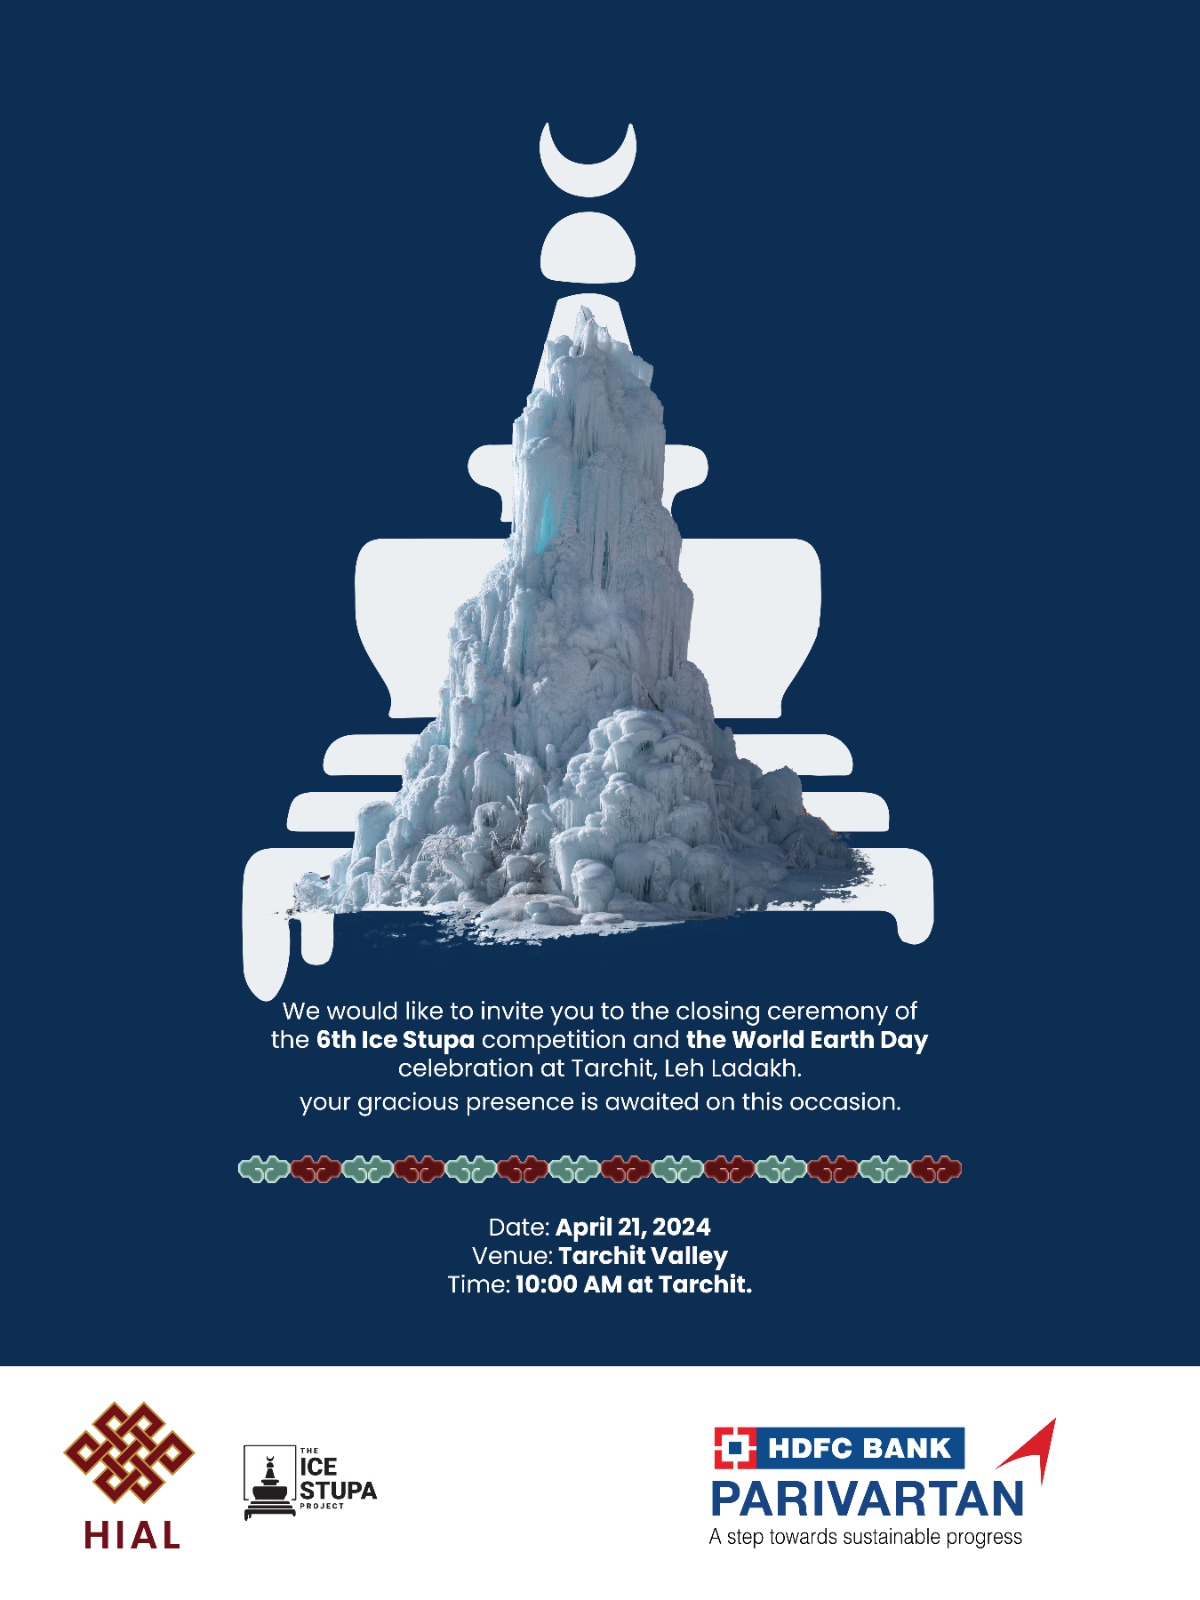 We would like to invite you to the closing ceremony of
the 6th Ice Stupa competition and the World Earth Day
celebration at Tarchit, Leh Ladakh.
your gracious presence is awaited on this occasion.
Date: April 21, 2024
Venue: Tarchit Valley
Time: 10:00 AM at Tarchit.
HIAL
THE
ICE
STUPA
PROJECT
HDFC BANK
PARIVARTAN
A step towards sustainable progress